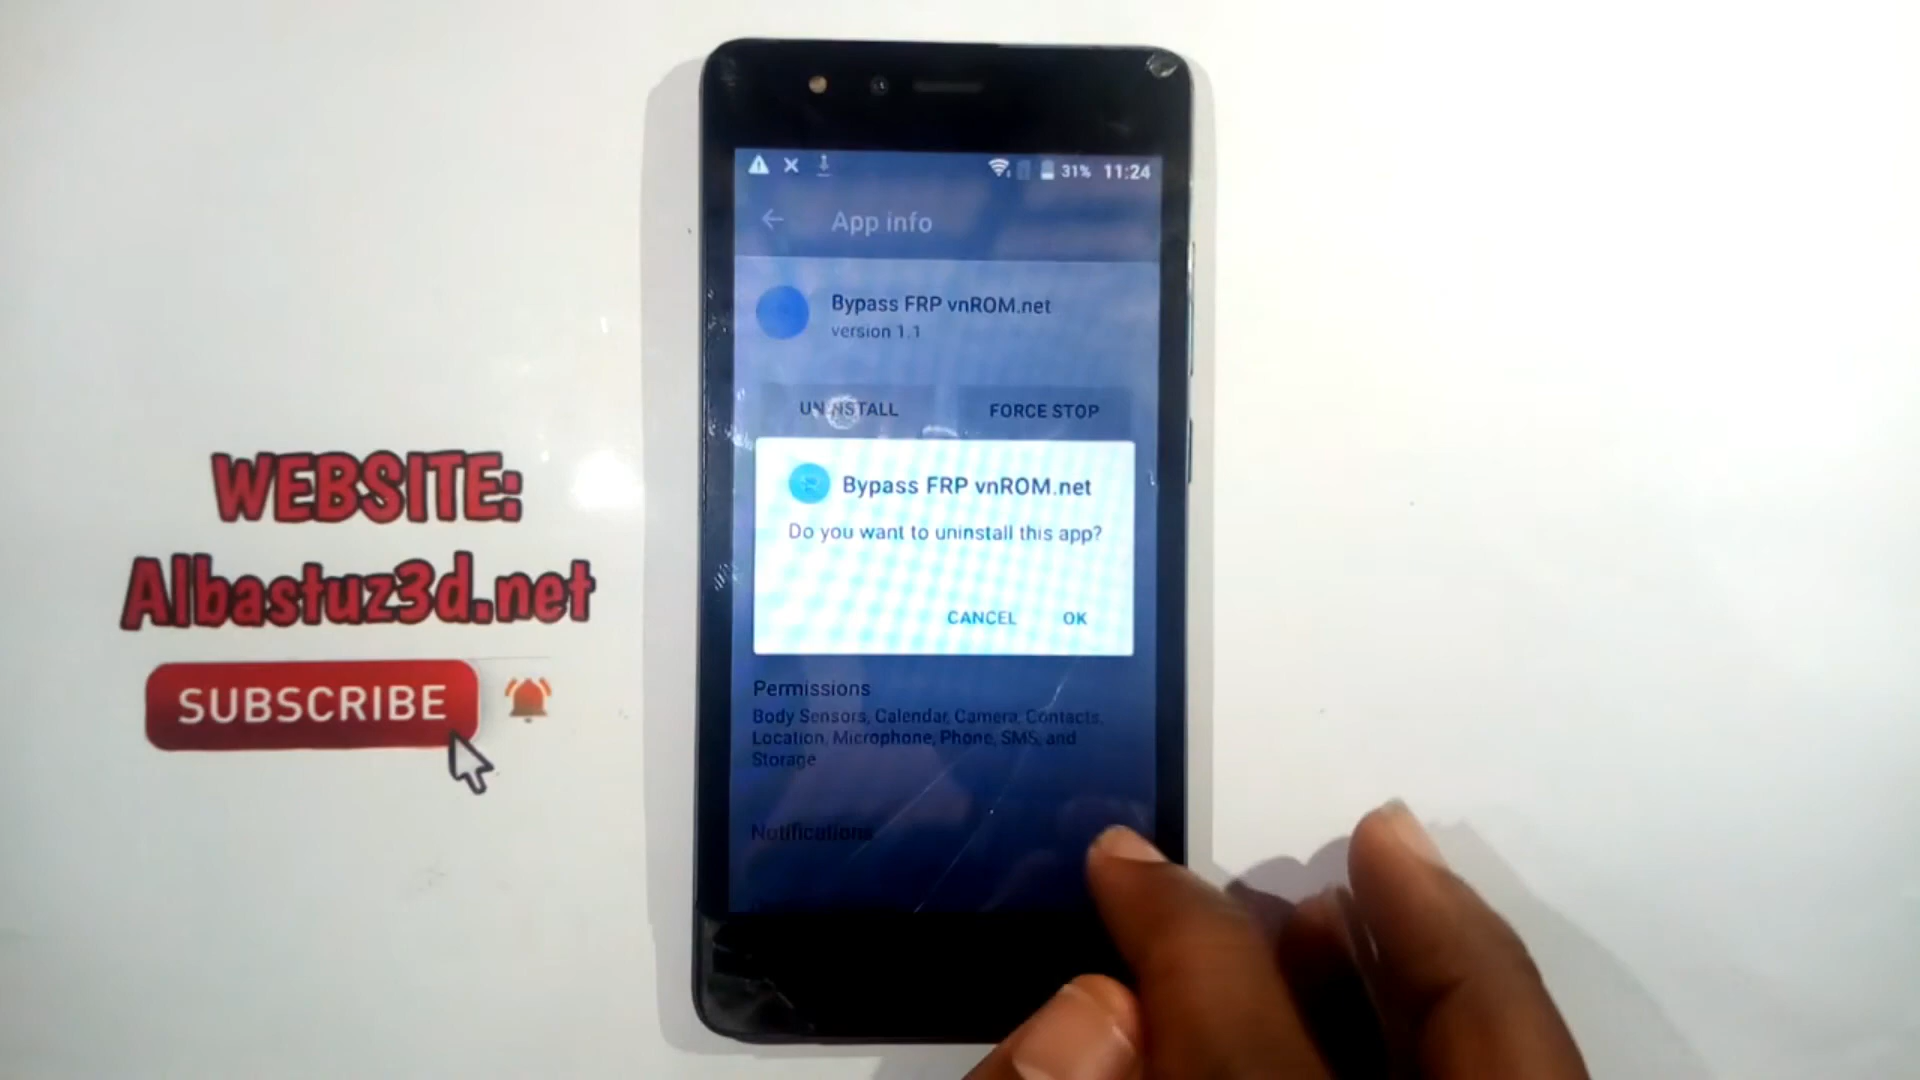 31% 11:24
App info
Bypass FRP vnROM.net
version 1.1
UNINSTALL FORCE STOP
Bypass FRP vnROM.net
Do you want to uninstall this app?
CANCEL OK
Permissions
Body Sensors, Calendar, Camera, Contacts,
Location, Microphone, Phone, SMS, and
Storage
Notifications
WEBSITE:
Albastuz3d.net
SUBSCRIBE